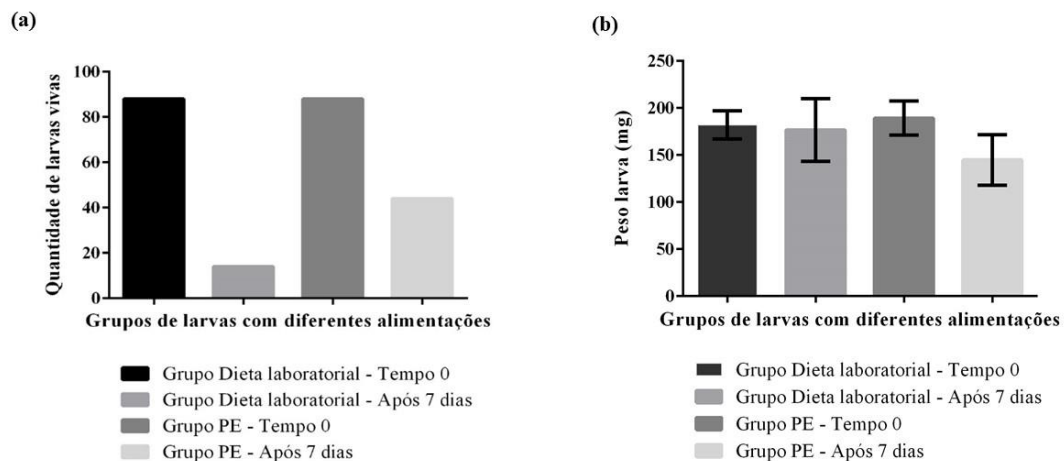 (a)
Quantidade de larvas vivas
100
80
60
40
20
0
Grupos de larvas com diferentes alimentações
Grupo Dieta laboratorial - Tempo 0
Grupo Dieta laboratorial - Após 7 dias
Grupo PE - Tempo 0
Grupo PE - Após 7 dias
(b)
Peso larva (mg)
250
200
150
100
50
0
Grupos de larvas com diferentes alimentações
Grupo Dieta laboratorial - Tempo 0
Grupo Dieta laboratorial - Após 7 dias
Grupo PE - Tempo 0
Grupo PE - Após 7 dias